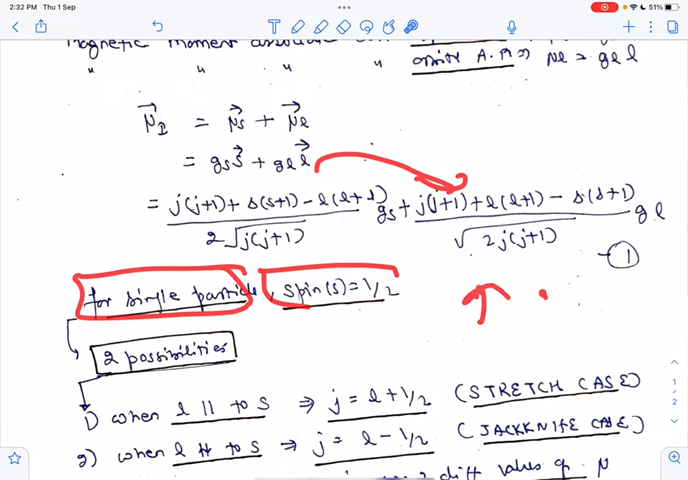 2:32 PM Thu 1 Sep
51%
magnetic moment
" " " " orbit A.M ⇒ μl = gl l
μ⃗I = μ⃗s + μ⃗l
= gs s⃗ + gl l⃗
= j(j+1) + s(s+1) - l(l+1) / 2√j(j+1) gs + j(j+1) + l(l+1) - s(s+1) / √2j(j+1) gl
- ①
for single particle, spin(s) = 1/2
2 possibilities
1) when l || to s ⇒ j = l + 1/2 (STRETCH CASE)
2) when l ∦ to s ⇒ j = l - 1/2 (JACKKNIFE CASE)
2 diff values of μ
1
2